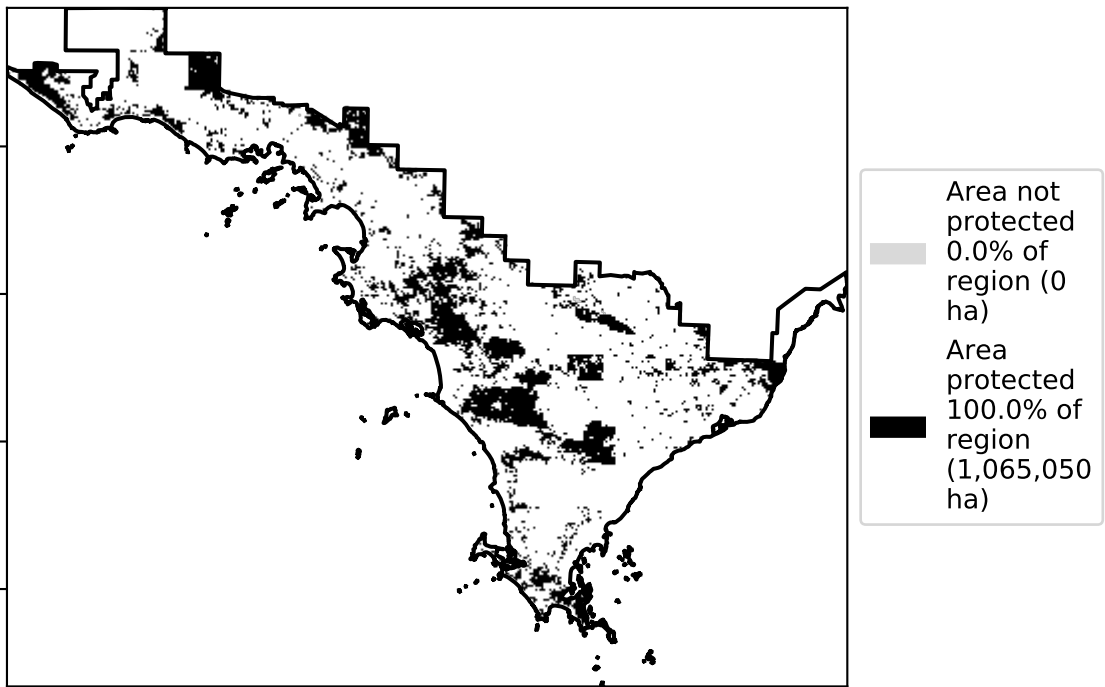 Area not
protected
0.0% of
region (0
ha)
Area
protected
100.0% of
region
(1,065,050
ha)